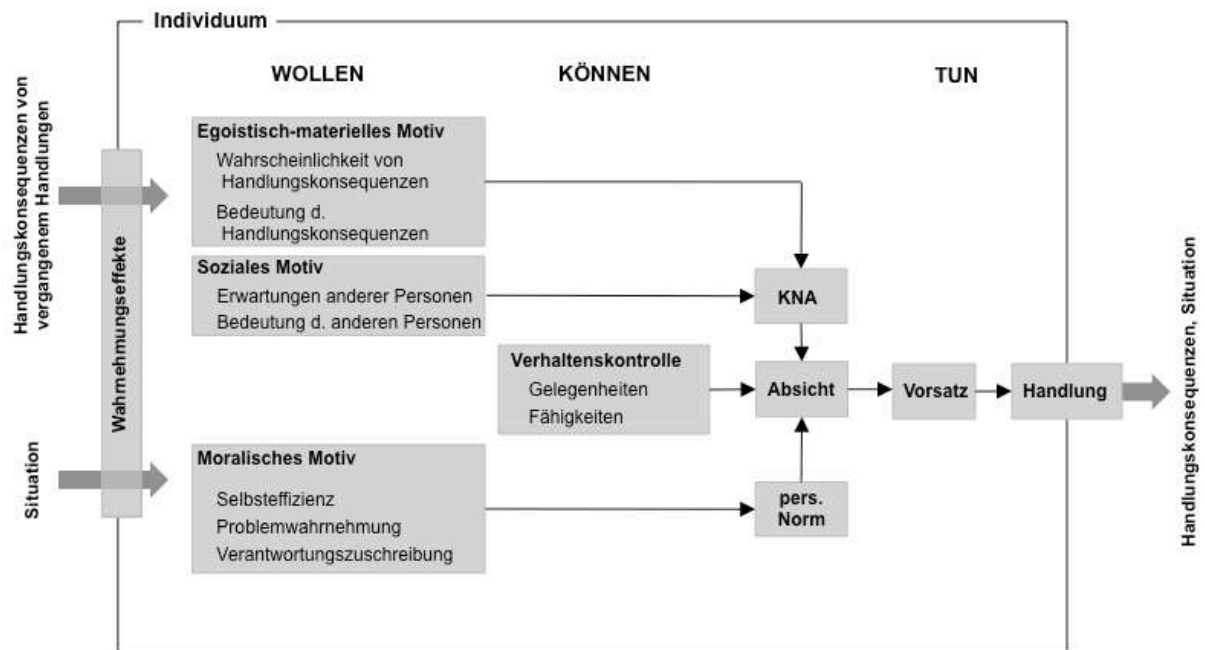 Individuum
WOLLEN
KÖNNEN
TUN
Handlungskonsequenzen von
vergangenem Handlungen
Situation
Wahrnehmungseffekte
Egoistisch-materielles Motiv
Wahrscheinlichkeit von
Handlungskonsequenzen
Bedeutung d.
Handlungskonsequenzen
Soziales Motiv
Erwartungen anderer Personen
Bedeutung d. anderen Personen
Moralisches Motiv
Selbsteffizienz
Problemwahrnehmung
Verantwortungszuschreibung
Verhaltenskontrolle
Gelegenheiten
Fähigkeiten
KNA
Absicht
pers.
Norm
Vorsatz
Handlung
Handlungskonsequenzen, Situation